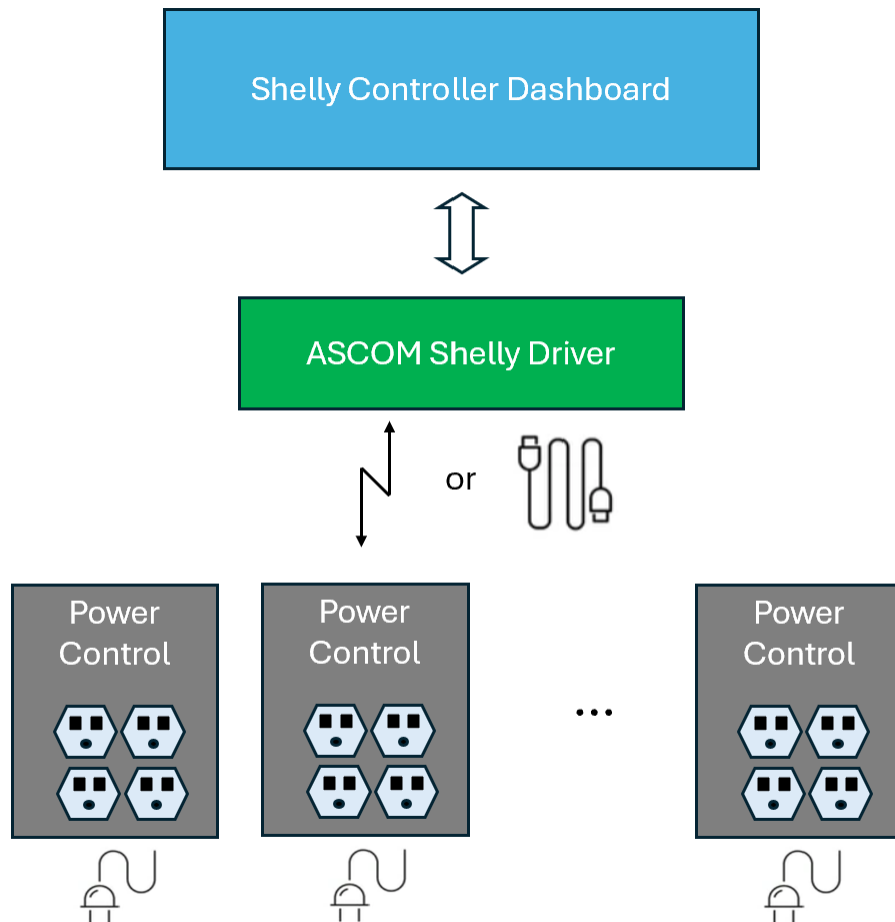 Shelly Controller Dashboard
ASCOM Shelly Driver
or
Power
Control
Power
Control
...
Power
Control